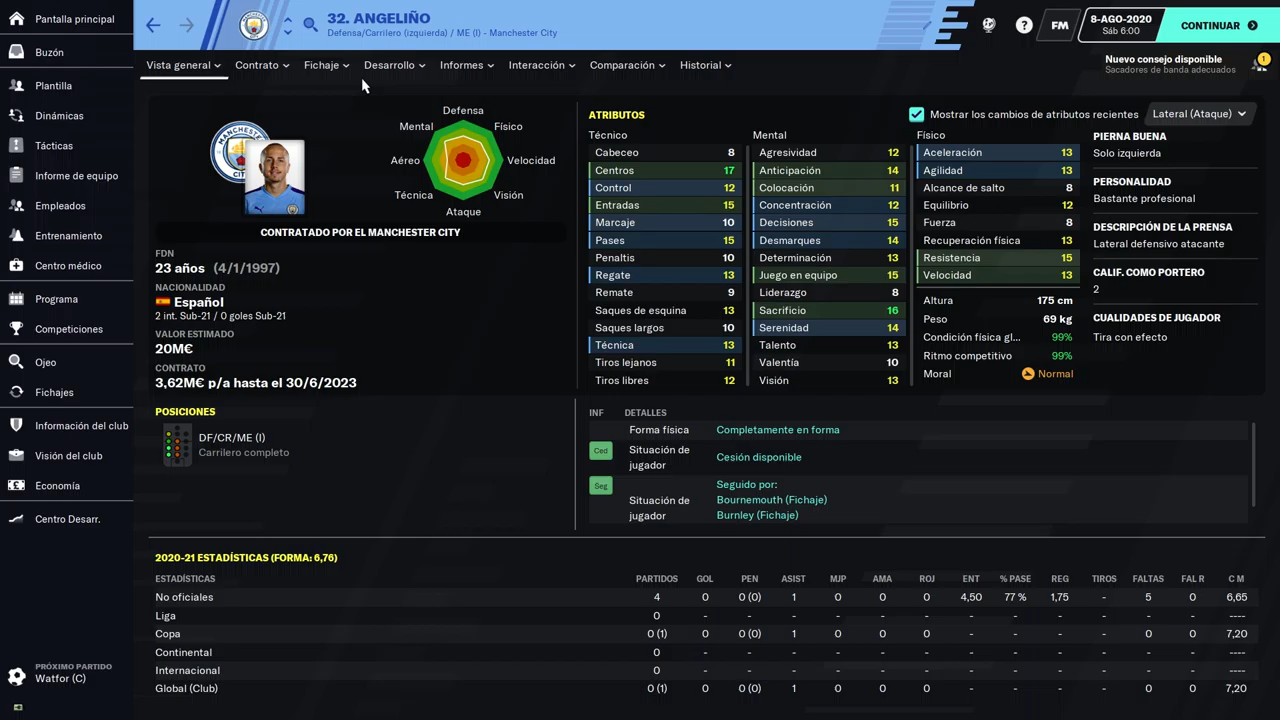 Pantalla principal
Buzón
Plantilla
Dinámicas
Tácticas
Informe de equipo
Empleados
Entrenamiento
Centro médico
Programa
Competiciones
Ojeo
Fichajes
Información del club
Visión del club
Economía
Centro Desarr.
PRÓXIMO PARTIDO
Watfor (C)
32. ANGELIÑO
Defensa/Carrilero (izquierda) / ME (I) - Manchester City
FM
8-AGO-2020
Sáb 6:00
CONTINUAR
Vista general
Contrato
Fichaje
Desarrollo
Informes
Interacción
Comparación
Historial
Nuevo consejo disponible
Sacadores de banda adecuados
1
MANCHESTER
CITY
Defensa
Mental
Físico
Aéreo
Velocidad
Técnica
Visión
Ataque
CONTRATADO POR EL MANCHESTER CITY
FDN
23 años (4/1/1997)
NACIONALIDAD
Español
2 int. Sub-21 / 0 goles Sub-21
VALOR ESTIMADO
20M€
CONTRATO
3,62M€ p/a hasta el 30/6/2023
ATRIBUTOS
Mostrar los cambios de atributos recientes
Lateral (Ataque)
Técnico
Cabeceo 8
Centros 17
Control 12
Entradas 15
Marcaje 10
Pases 15
Penaltis 10
Regate 13
Remate 9
Saques de esquina 13
Saques largos 10
Técnica 13
Tiros lejanos 11
Tiros libres 12
Mental
Agresividad 12
Anticipación 14
Colocación 11
Concentración 12
Decisiones 15
Desmarques 14
Determinación 13
Juego en equipo 15
Liderazgo 8
Sacrificio 16
Serenidad 14
Talento 13
Valentía 10
Visión 13
Físico
Aceleración 13
Agilidad 13
Alcance de salto 8
Equilibrio 12
Fuerza 8
Recuperación física 13
Resistencia 15
Velocidad 13
Altura 175 cm
Peso 69 kg
Condición física gl... 99%
Ritmo competitivo 99%
Moral Normal
PIERNA BUENA
Solo izquierda
PERSONALIDAD
Bastante profesional
DESCRIPCIÓN DE LA PRENSA
Lateral defensivo atacante
CALIF. COMO PORTERO
2
CUALIDADES DE JUGADOR
Tira con efecto
POSICIONES
DF/CR/ME (I)
Carrilero completo
INF DETALLES
Forma física Completamente en forma
Ced Situación de jugador Cesión disponible
Seg Situación de jugador Seguido por:
Bournemouth (Fichaje)
Burnley (Fichaje)
2020-21 ESTADÍSTICAS (FORMA: 6,76)
ESTADÍSTICAS PARTIDOS GOL PEN ASIST MJP AMA ROJ ENT % PASE REG TIROS FALTAS FAL R C M
No oficiales 4 0 0 (0) 1 0 0 0 4,50 77 % 1,75 - 5 0 6,65
Liga 0 - - - - - - - - - - - - ----
Copa 0 (1) 0 0 (0) 1 0 0 0 - - - - 0 0 7,20
Continental 0 - - - - - - - - - - - - ----
Internacional 0 - - - - - - - - - - - - ----
Global (Club) 0 (1) 0 0 (0) 1 0 0 0 - - - - 0 0 7,20